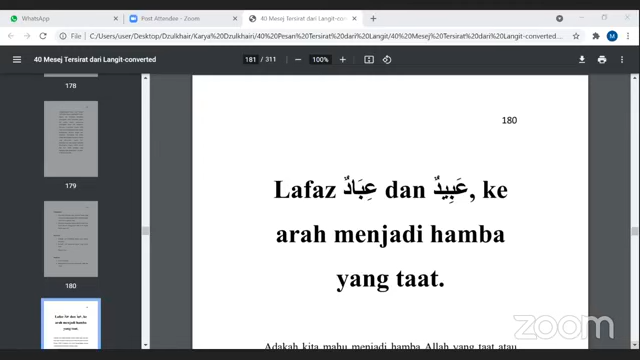 WhatsApp
Post Attendee - Zoom
40 Mesej Tersirat dari Langit-con
File | C:/Users/user/Desktop/Dzulkhair/Karya%20Dzulkhairi/40%20Pesan%20Tersirat%20dari%20Langit/40%20Mesej%20Tersirat%20dari%20Langit-converted.pdf
40 Mesej Tersirat dari Langit-converted
181 / 311
100%
178
179
180
180
Lafaz عِبَادٌ dan عَبِيدٌ, ke
arah menjadi hamba
yang taat.
Adakah kita mahu menjadi hamba Allah yang taat atau
zoom